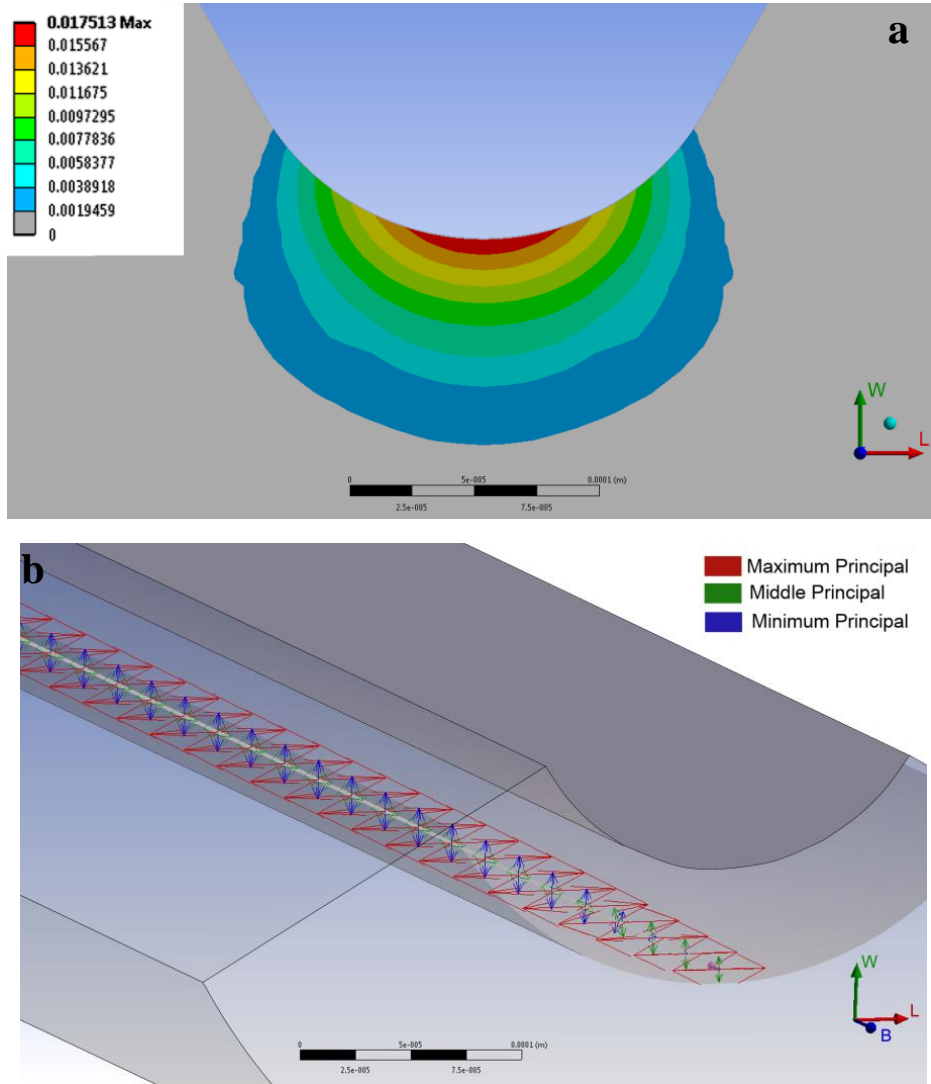 0.017513 Max
0.015567
0.013621
0.011675
0.0097295
0.0077836
0.0058377
0.0038918
0.0019459
0
a
W
L
0 5e-005 0.0001 (m)
2.5e-005 7.5e-005
b
Maximum Principal
Middle Principal
Minimum Principal
W
L
B
0 5e-005 0.0001 (m)
2.5e-005 7.5e-005